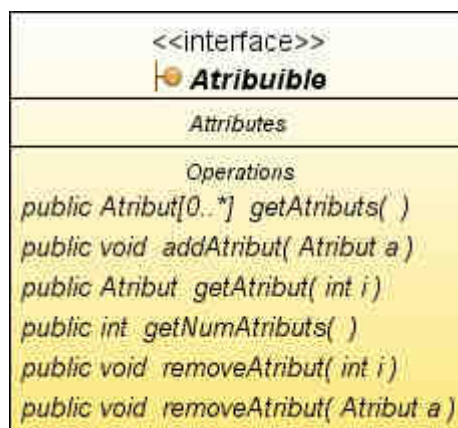 <<interface>>
Atribuible
Attributes
Operations
public Atribut[0..*] getAtributs( )
public void addAtribut( Atribut a )
public Atribut getAtribut( int i )
public int getNumAtributs( )
public void removeAtribut( int i )
public void removeAtribut( Atribut a )